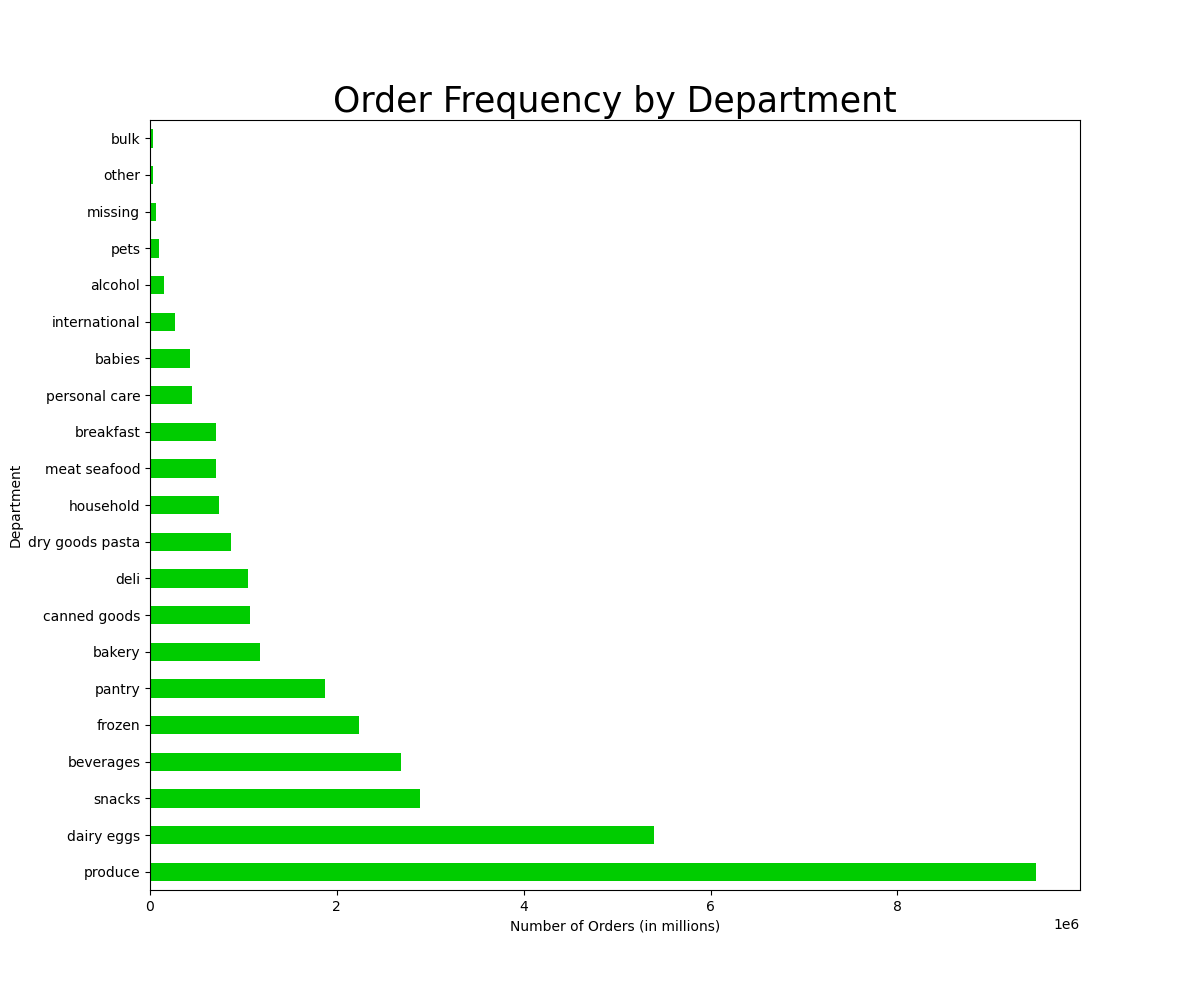 Order Frequency by Department
bulk
other
missing
pets
alcohol
international
babies
personal care
breakfast
meat seafood
household
dry goods pasta
deli
canned goods
bakery
pantry
frozen
beverages
snacks
dairy eggs
produce
Department
0 2 4 6 8
1e6
Number of Orders (in millions)